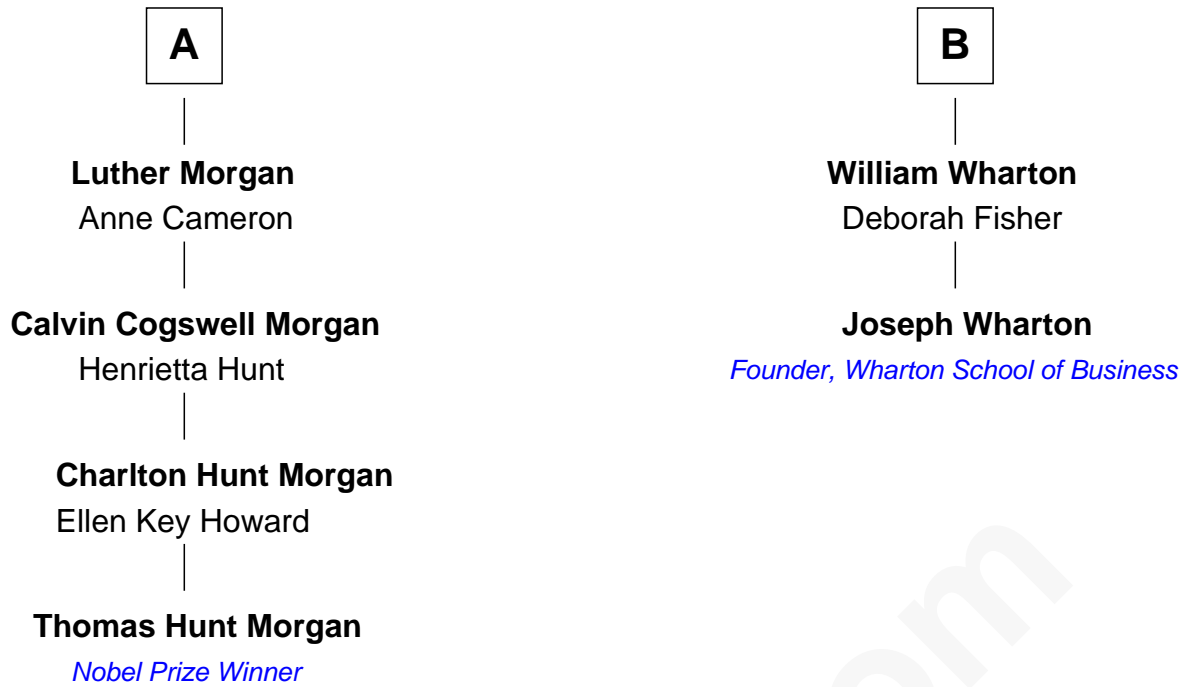 A
Luther Morgan
Anne Cameron
Calvin Cogswell Morgan
Henrietta Hunt
Charlton Hunt Morgan
Ellen Key Howard
Thomas Hunt Morgan
Nobel Prize Winner
B
William Wharton
Deborah Fisher
Joseph Wharton
Founder, Wharton School of Business
om